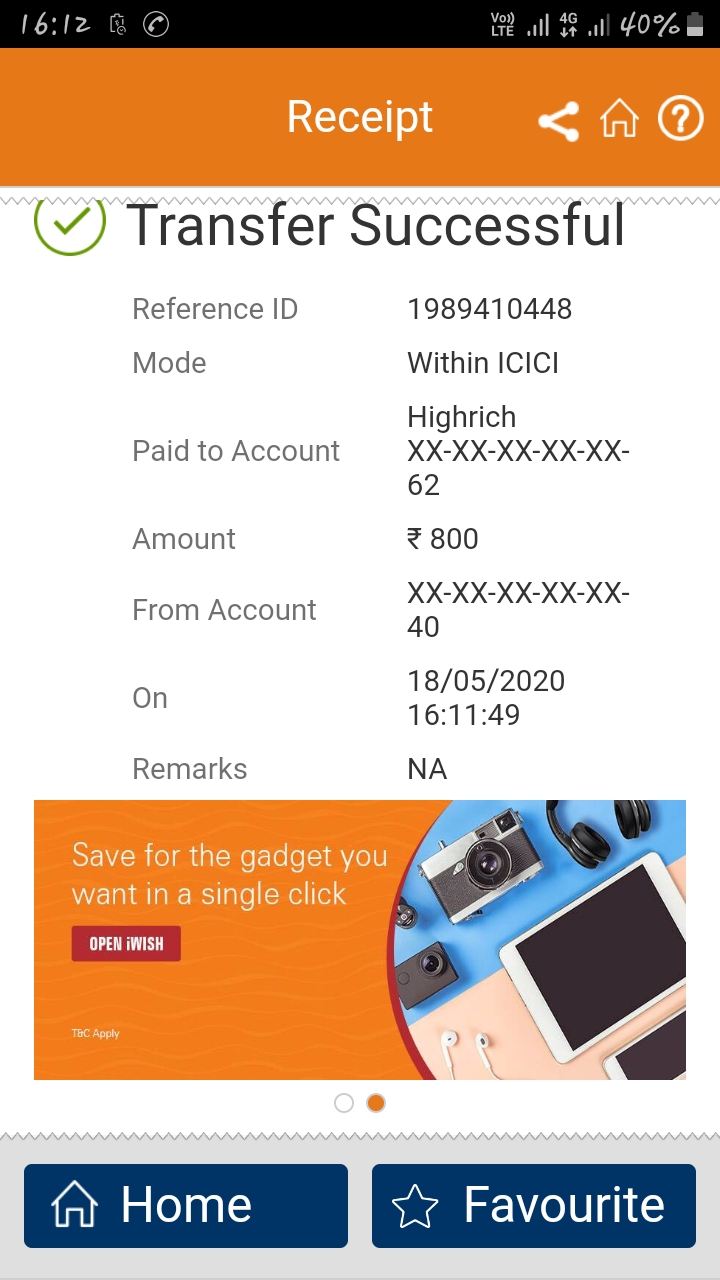 16:12
Vo)) LTE 4G 40%
Receipt
Transfer Successful
Reference ID 1989410448
Mode Within ICICI
Paid to Account Highrich
XX-XX-XX-XX-XX-
62
Amount ₹ 800
From Account XX-XX-XX-XX-XX-
40
On 18/05/2020
16:11:49
Remarks NA
Save for the gadget you
want in a single click
OPEN iWISH
T&C Apply
Home Favourite